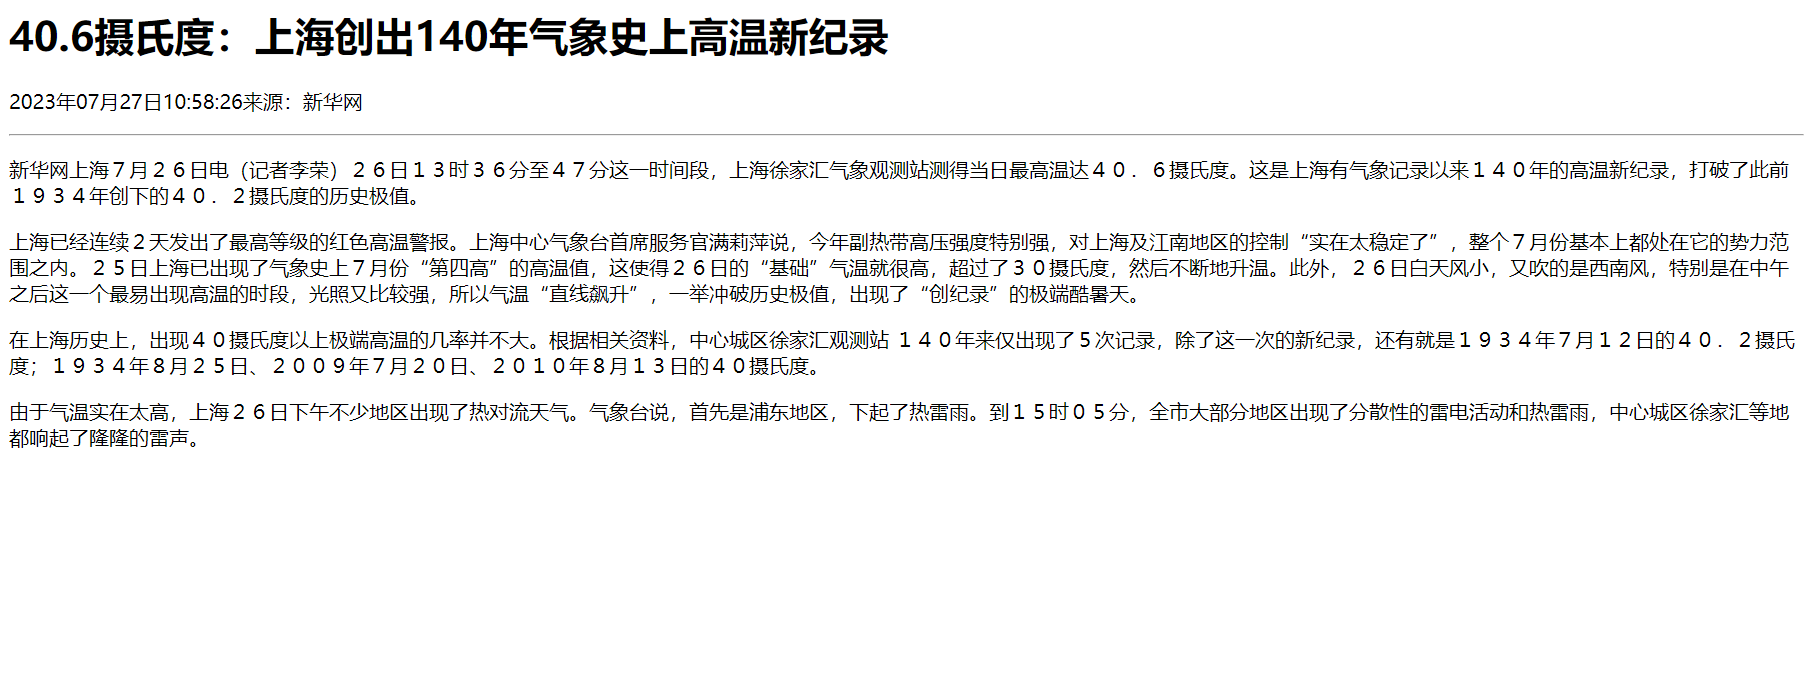 40.6摄氏度：上海创出140年气象史上高温新纪录
2023年07月27日10:58:26来源：新华网
新华网上海７月２６日电（记者李荣）２６日１３时３６分至４７分这一时间段，上海徐家汇气象观测站测得当日最高温达４０．６摄氏度。这是上海有气象记录以来１４０年的高温新纪录，打破了此前
１９３４年创下的４０．２摄氏度的历史极值。
上海已经连续２天发出了最高等级的红色高温警报。上海中心气象台首席服务官满莉萍说，今年副热带高压强度特别强，对上海及江南地区的控制“实在太稳定了”，整个７月份基本上都处在它的势力范
围之内。２５日上海已出现了气象史上７月份“第四高”的高温值，这使得２６日的“基础”气温就很高，超过了３０摄氏度，然后不断地升温。此外，２６日白天风小，又吹的是西南风，特别是在中午
之后这一个最易出现高温的时段，光照又比较强，所以气温“直线飙升”，一举冲破历史极值，出现了“创纪录”的极端酷暑天。
在上海历史上，出现４０摄氏度以上极端高温的几率并不大。根据相关资料，中心城区徐家汇观测站 １４０年来仅出现了５次记录，除了这一次的新纪录，还有就是１９３４年７月１２日的４０．２摄氏
度；１９３４年８月２５日、２００９年７月２０日、２０１０年８月１３日的４０摄氏度。
由于气温实在太高，上海２６日下午不少地区出现了热对流天气。气象台说，首先是浦东地区，下起了热雷雨。到１５时０５分，全市大部分地区出现了分散性的雷电活动和热雷雨，中心城区徐家汇等地
都响起了隆隆的雷声。